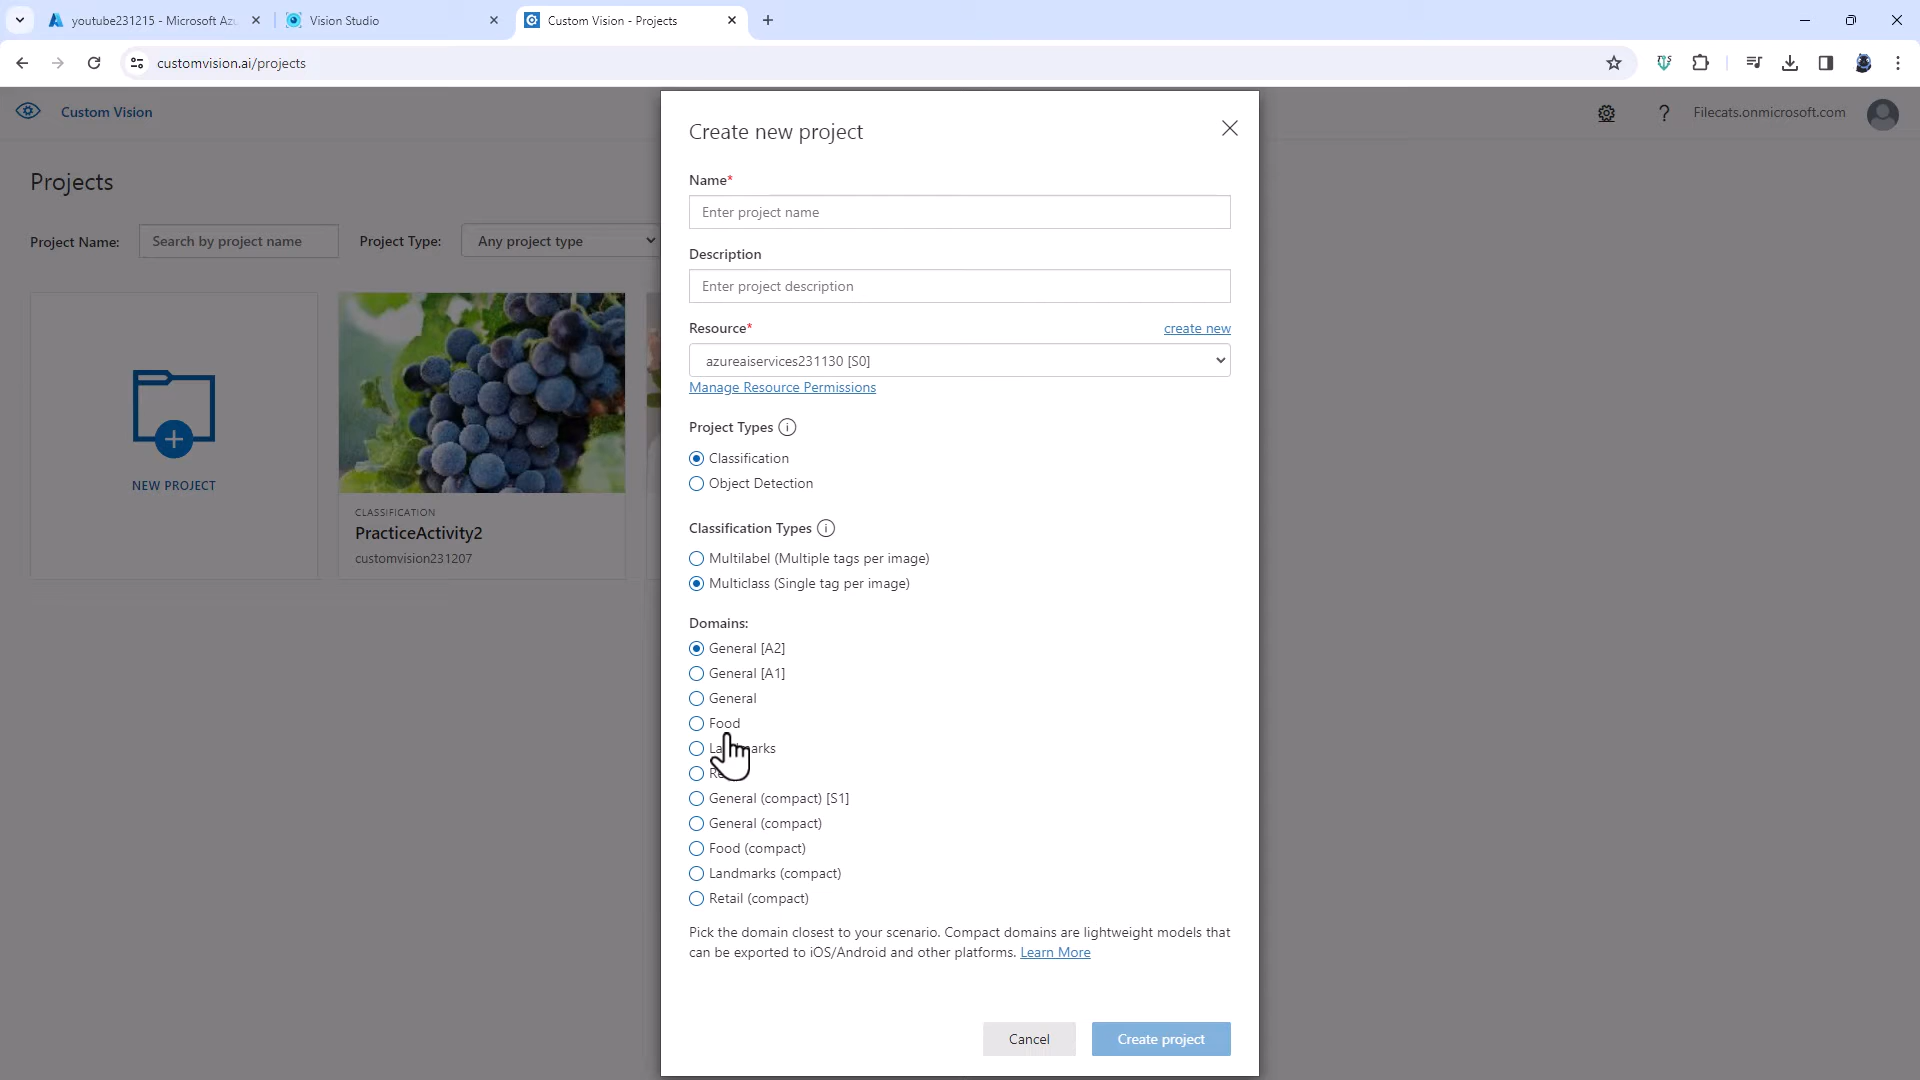 youtube231215 - Microsoft Az
Vision Studio
Custom Vision - Projects
customvision.ai/projects
Custom Vision
Filecats.onmicrosoft.com
Projects
Project Name:
Search by project name
Project Type:
Any project type
NEW PROJECT
CLASSIFICATION
PracticeActivity2
customvision231207
Create new project
Name*
Enter project name
Description
Enter project description
Resource*
create new
azureaiservices231130 [S0]
Manage Resource Permissions
Project Types
Classification
Object Detection
Classification Types
Multilabel (Multiple tags per image)
Multiclass (Single tag per image)
Domains:
General [A2]
General [A1]
General
Food
General (compact) [S1]
General (compact)
Food (compact)
Landmarks (compact)
Retail (compact)
Pick the domain closest to your scenario. Compact domains are lightweight models that
can be exported to iOS/Android and other platforms. Learn More
Cancel
Create project